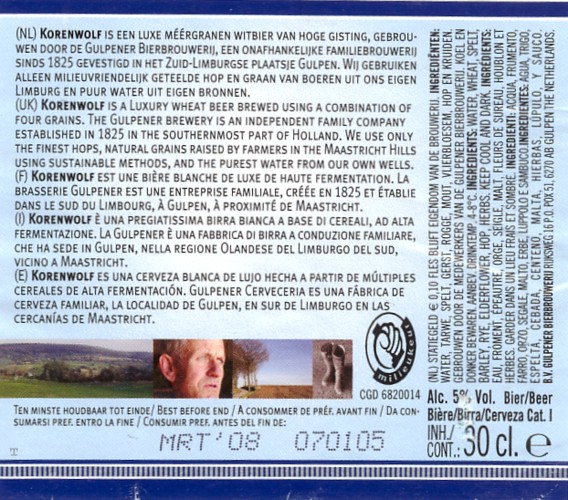 (NL) KORENWOLF IS EEN LUXE MÉÉRGRANEN WITBIER VAN HOGE GISTING, GEBROU-
WEN DOOR DE GULPENER BIERBROUWERIJ, EEN ONAFHANKELIJKE FAMILIEBROUWERIJ
SINDS 1825 GEVESTIGD IN HET ZUID-LIMBURGSE PLAATSJE GULPEN. WIJ GEBRUIKEN
ALLEEN MILIEUVRIENDELIJK GETEELDE HOP EN GRAAN VAN BOEREN UIT ONS EIGEN
LIMBURG EN PUUR WATER UIT EIGEN BRONNEN.
(UK) KORENWOLF IS A LUXURY WHEAT BEER BREWED USING A COMBINATION OF
FOUR GRAINS. THE GULPENER BREWERY IS AN INDEPENDENT FAMILY COMPANY
ESTABLISHED IN 1825 IN THE SOUTHERNMOST PART OF HOLLAND. WE USE ONLY
THE FINEST HOPS, NATURAL GRAINS RAISED BY FARMERS IN THE MAASTRICHT HILLS
USING SUSTAINABLE METHODS, AND THE PUREST WATER FROM OUR OWN WELLS.
(F) KORENWOLF EST UNE BIÈRE BLANCHE DE LUXE DE HAUTE FERMENTATION. LA
BRASSERIE GULPENER EST UNE ENTREPRISE FAMILIALE, CRÉÉE EN 1825 ET ÉTABLIE
DANS LE SUD DU LIMBOURG, À GULPEN, À PROXIMITÉ DE MAASTRICHT.
(I) KORENWOLF È UNA PREGIATISSIMA BIRRA BIANCA A BASE DI CEREALI, AD ALTA
FERMENTAZIONE. LA GULPENER È UNA FABBRICA DI BIRRA A CONDUZIONE FAMILIARE,
CHE HA SEDE IN GULPEN, NELLA REGIONE OLANDESE DEL LIMBURGO DEL SUD,
VICINO A MAASTRICHT.
(E) KORENWOLF ES UNA CERVEZA BLANCA DE LUJO HECHA A PARTIR DE MÚLTIPLES
CEREALES DE ALTA FERMENTACIÓN. GULPENER CERVECERIA ES UNA FÁBRICA DE
CERVEZA FAMILIAR, LA LOCALIDAD DE GULPEN, EN SUR DE LIMBURGO EN LAS
CERCANÍAS DE MAASTRICHT.
milieukeur
CGD 6820014
TEN MINSTE HOUDBAAR TOT EINDE/ BEST BEFORE END / A CONSOMMER DE PRÉF. AVANT FIN / DA CON-
SUMARSI PREF. ENTRO LA FINE / CONSUMIR PREF. ANTES DEL FIN DE:
MRT'08 070105
(NL) STATIEGELD € 0,10 FLES BLIJFT EIGENDOM VAN DE BROUWERIJ. INGREDIËNTEN:
WATER, TARWE, SPELT, GERST, ROGGE, MOUT, VLIERBLOESEM, HOP EN KRUIDEN.
GEBROUWEN DOOR DE MEDEWERKERS VAN DE GULPENER BIERBROUWERIJ. KOEL EN
DONKER BEWAREN. AANBEV. DRINKTEMP. 4-8°C. INGREDIENTS: WATER, WHEAT, SPELT,
BARLEY, RYE, ELDERFLOWER, HOP, HERBS. KEEP COOL AND DARK. INGRÉDIENTS:
EAU, FROMENT, ÉPEAUTRE, ORGE, SEIGLE, MALT, FLEURS DE SUREAU, HOUBLON ET
HERBES. GARDER DANS UN LIEU FRAIS ET SOMBRE. INGREDIENTI: ACQUA, FRUMENTO,
FARRO, ORZO, SEGALE, MALTO, ERBE, LUPPOLO E SAMBUCO. INGREDIENTES: AGUA, TRIGO,
ESPELTA, CEBADA, CENTENO, MALTA, HIERBAS, LUPULO, Y SAUCO.
B.V. GULPENER BIERBROUWERIJ RIJKSWEG 16 P.O. POX 51, 6270 AB GULPEN THE NETHERLANDS.
Alc. 5% Vol. Bier/Beer
Bière/Birra/Cerveza Cat. I
INH./
CONT.: 30 cl. e